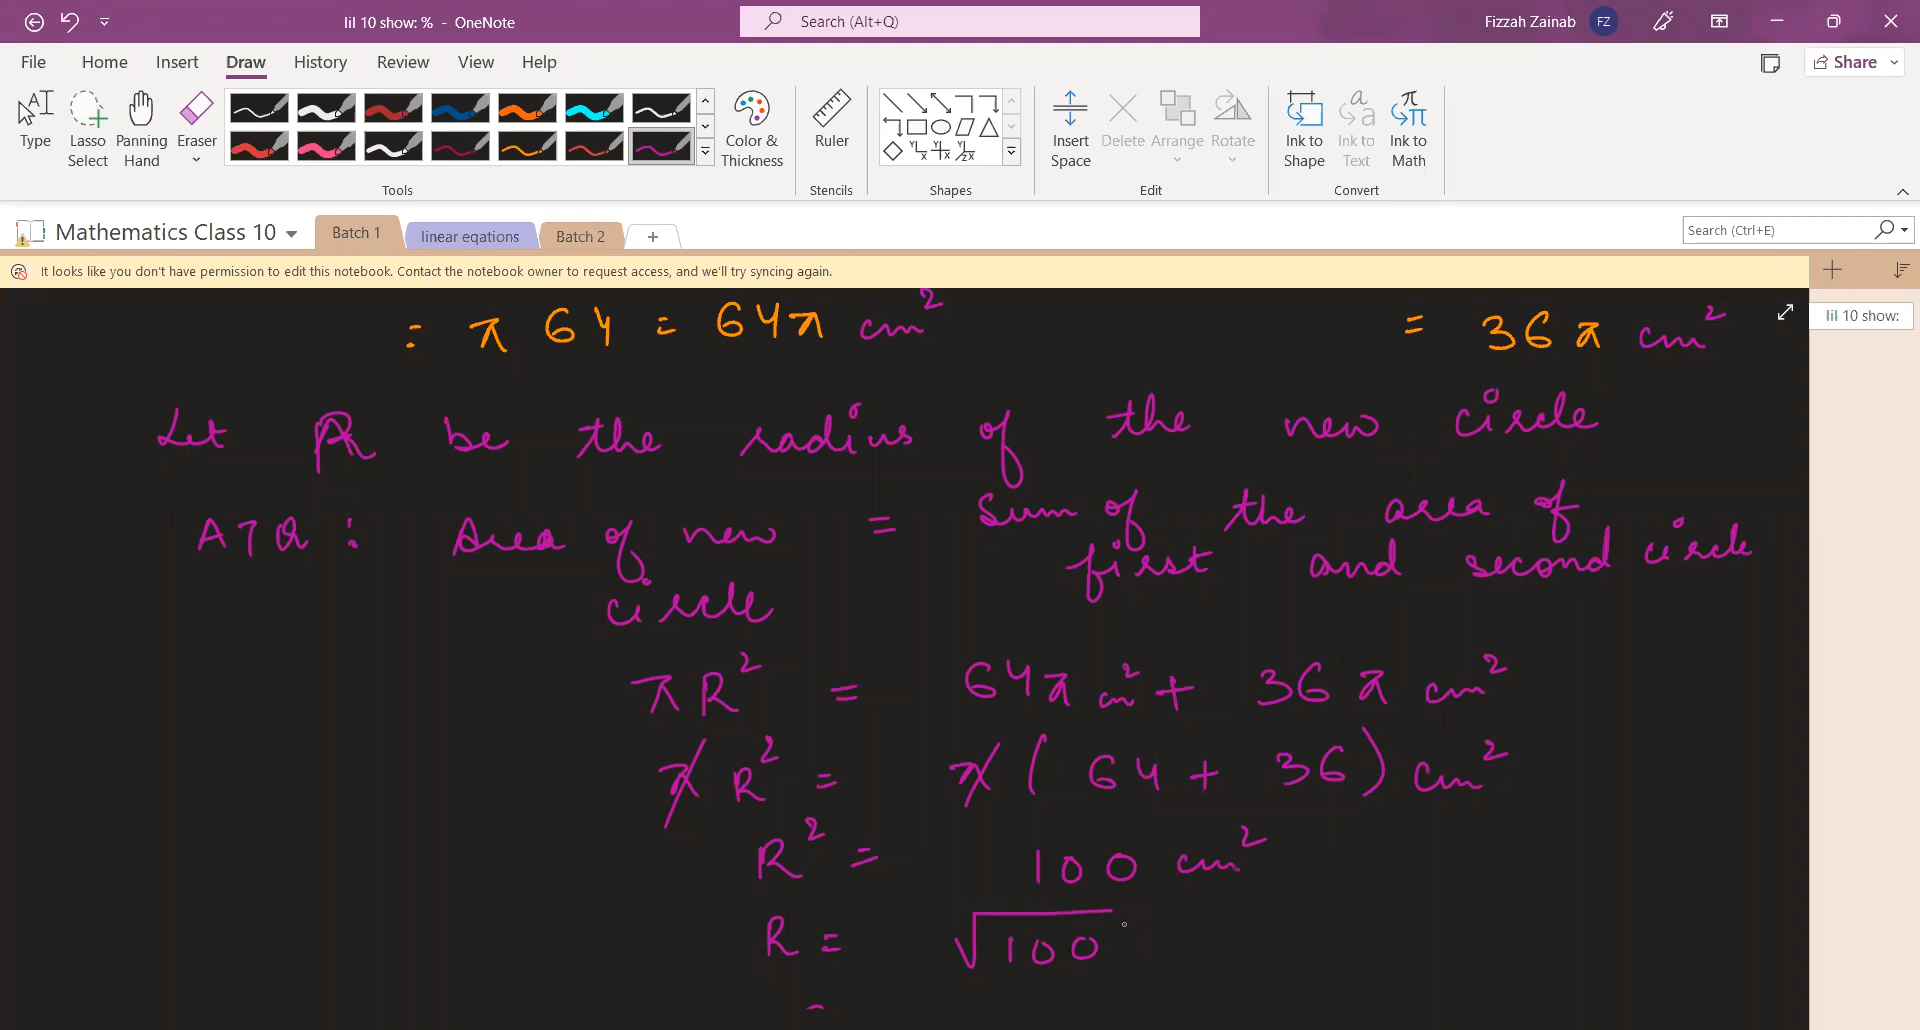 lil 10 show: % - OneNote
Search (Alt+Q)
Fizzah Zainab FZ
File Home Insert Draw History Review View Help
Share
Type Lasso Select Panning Hand Eraser Color & Thickness Ruler Insert Space Delete Arrange Rotate Ink to Shape Ink to Text Ink to Math
Tools Stencils Shapes Edit Convert
Mathematics Class 10 Batch 1 linear eqations Batch 2 +
Search (Ctrl+E)
It looks like you don't have permission to edit this notebook. Contact the notebook owner to request access, and we'll try syncing again.
lil 10 show:
= π 64 = 64π cm²
= 36 π cm²
Let R be the radius of the new circle
ATQ : Area of new circle = Sum of the area of first and second circle
πR² = 64π cm² + 36 π cm²
π R² = π ( 64 + 36 ) cm²
R² = 100 cm²
R = √100